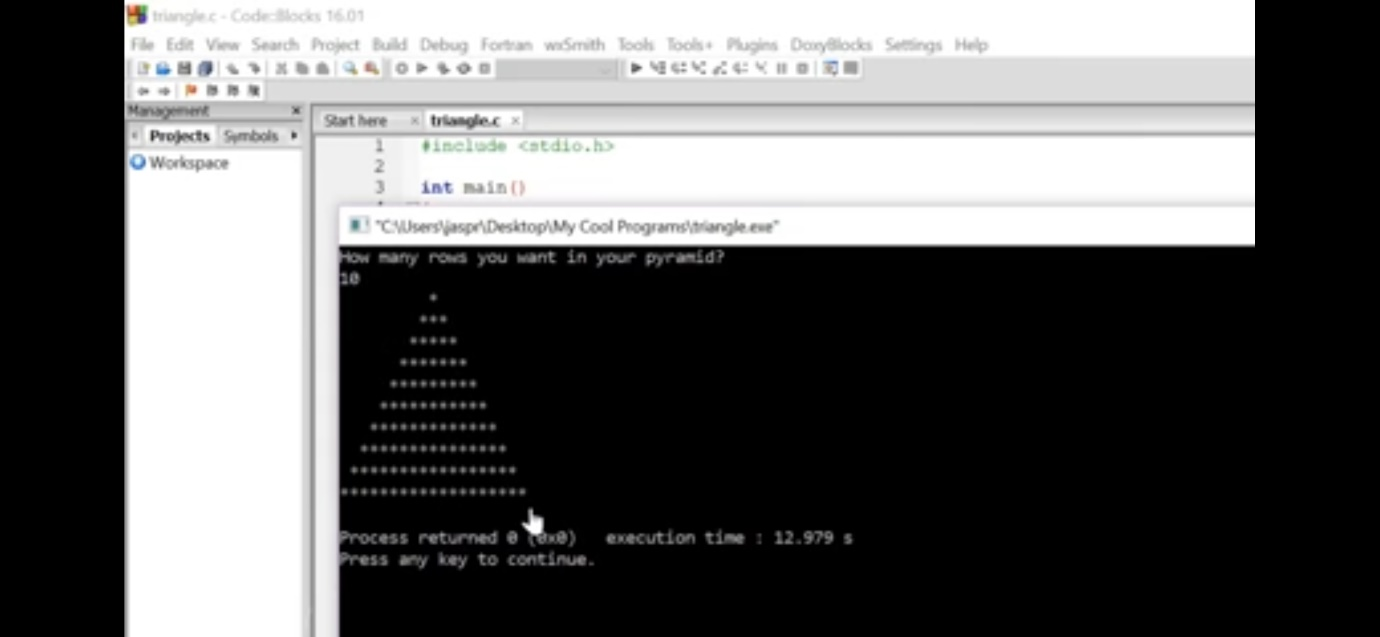 triangle.c - Code::Blocks 16.01
File Edit View Search Project Build Debug Fortran wxSmith Tools Tools+ Plugins DoxyBlocks Settings Help
Management
Projects Symbols
Workspace
Start here triangle.c
1 #include <stdio.h>
2
3 int main()
"C:\Users\jaspr\Desktop\My Cool Programs\triangle.exe"
How many rows you want in your pyramid?
10
*
***
*****
*******
*********
***********
*************
***************
*****************
*******************
Process returned 0 (0x0) execution time : 12.979 s
Press any key to continue.